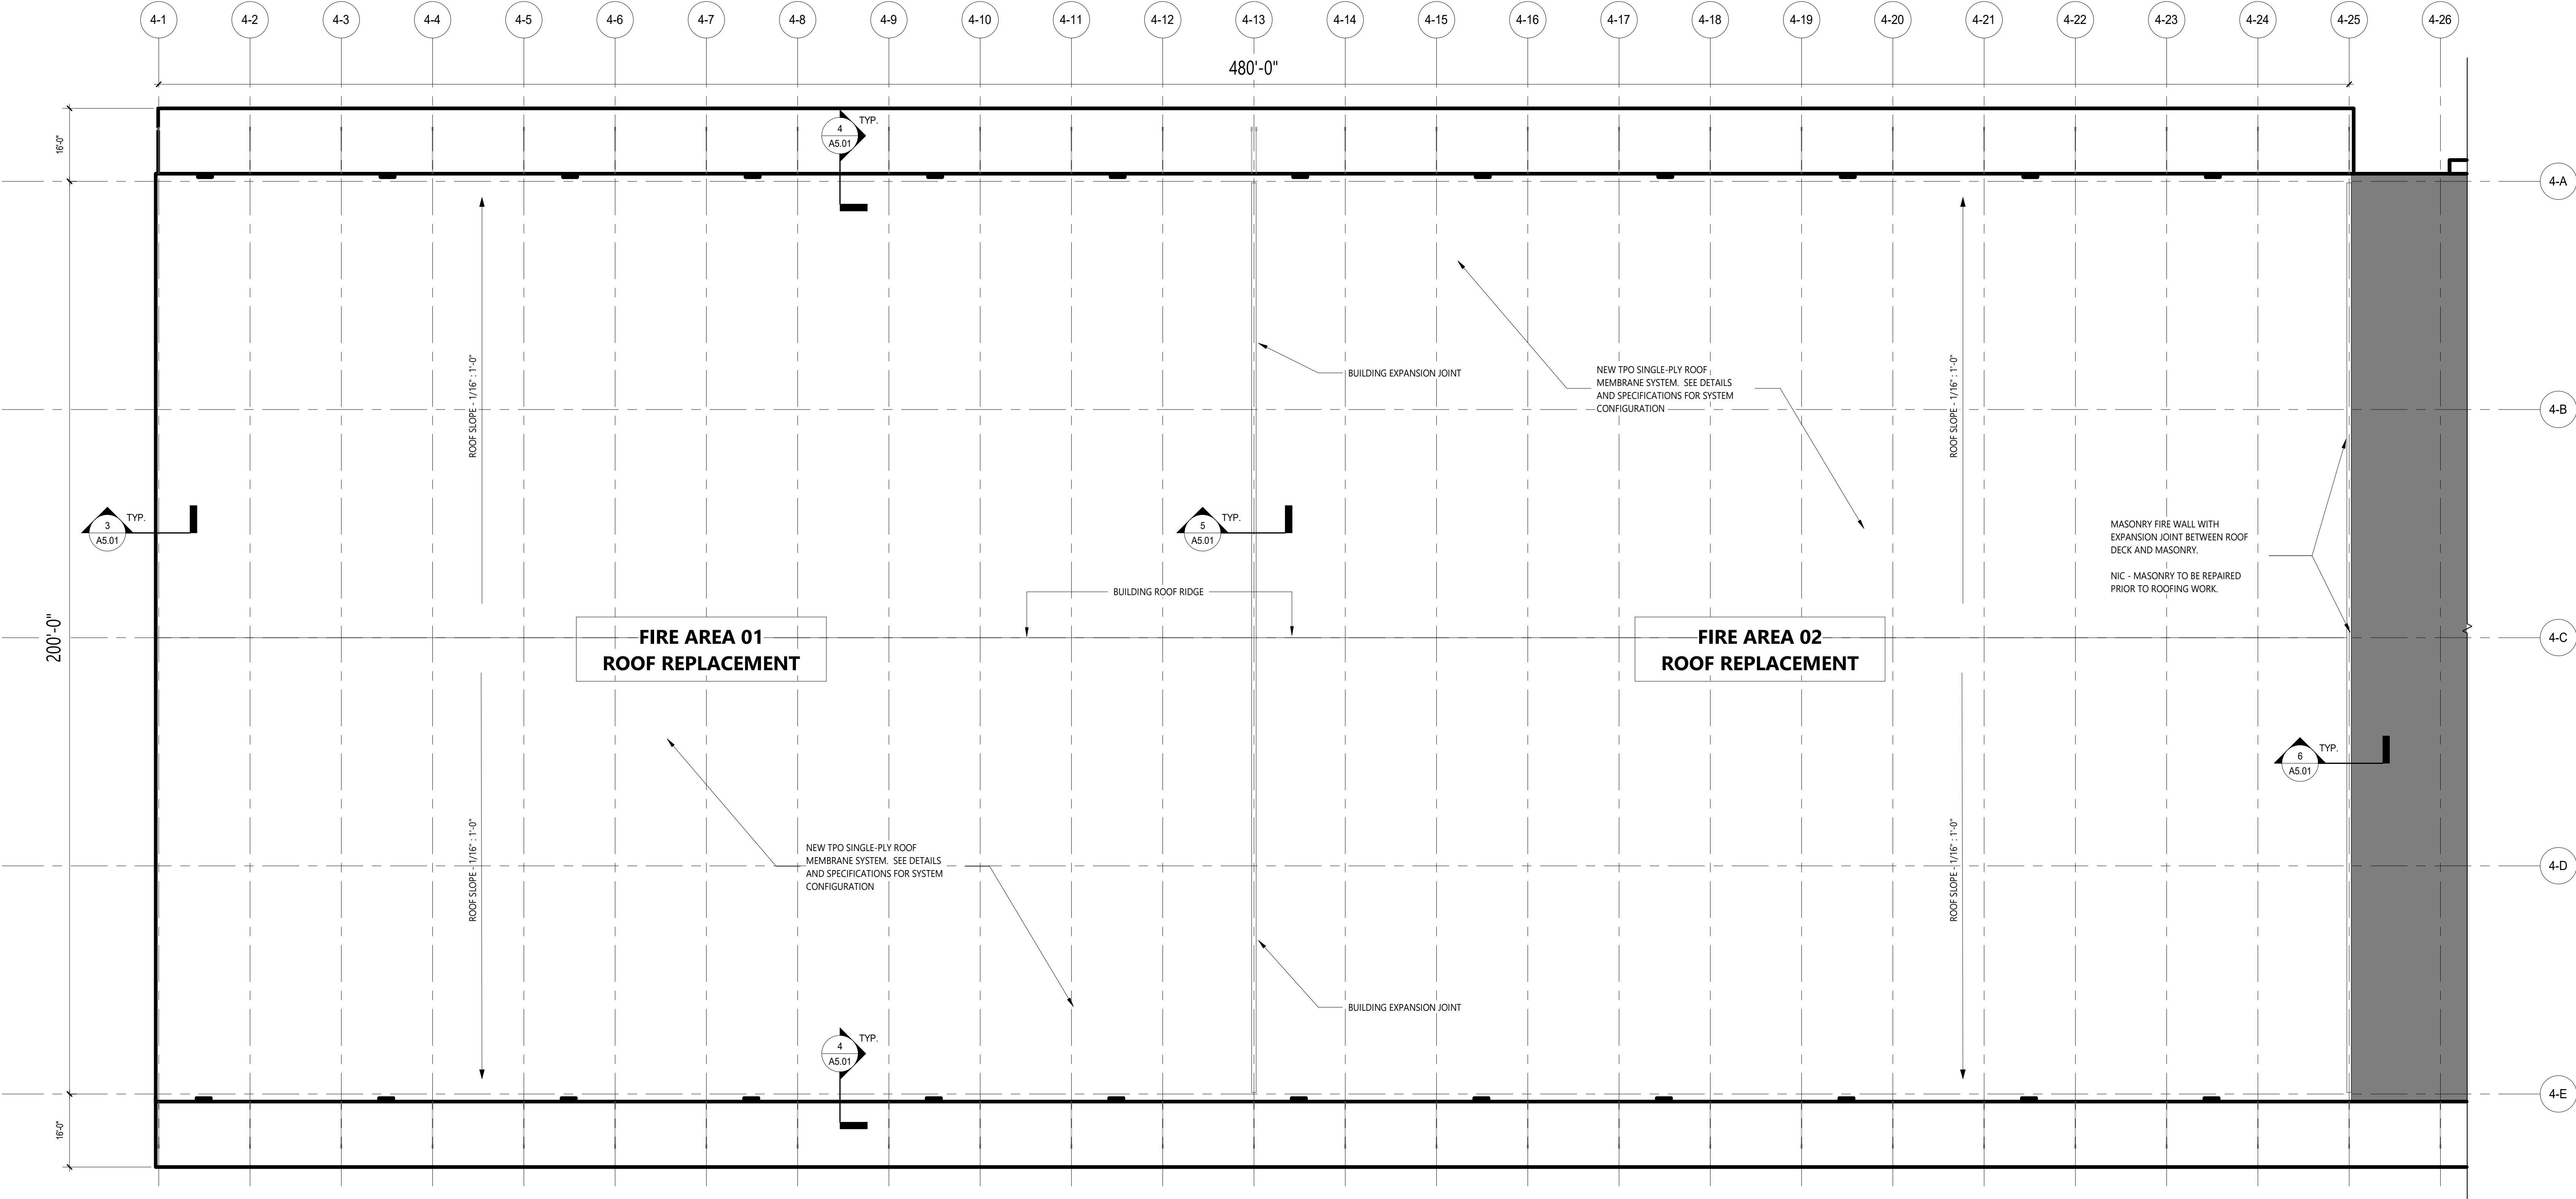 4-1
4-2
4-3
4-4
4-5
4-6
4-7
4-8
4-9
4-10
4-11
4-12
4-13
4-14
4-15
4-16
4-17
4-18
4-19
4-20
4-21
4-22
4-23
4-24
4-25
4-26
480'-0"
16'-0"
4
A5.01
TYP.
4-A
ROOF SLOPE - 1/16" : 1'-0"
BUILDING EXPANSION JOINT
NEW TPO SINGLE-PLY ROOF
MEMBRANE SYSTEM. SEE DETAILS
AND SPECIFICATIONS FOR SYSTEM
CONFIGURATION
ROOF SLOPE - 1/16" : 1'-0"
4-B
3
A5.01
TYP.
5
A5.01
TYP.
MASONRY FIRE WALL WITH
EXPANSION JOINT BETWEEN ROOF
DECK AND MASONRY.
NIC - MASONRY TO BE REPAIRED
PRIOR TO ROOFING WORK.
BUILDING ROOF RIDGE
200'-0"
FIRE AREA 01
ROOF REPLACEMENT
FIRE AREA 02
ROOF REPLACEMENT
4-C
6
A5.01
TYP.
ROOF SLOPE - 1/16" : 1'-0"
NEW TPO SINGLE-PLY ROOF
MEMBRANE SYSTEM. SEE DETAILS
AND SPECIFICATIONS FOR SYSTEM
CONFIGURATION
ROOF SLOPE - 1/16" : 1'-0"
4-D
BUILDING EXPANSION JOINT
4
A5.01
TYP.
4-E
16'-0"